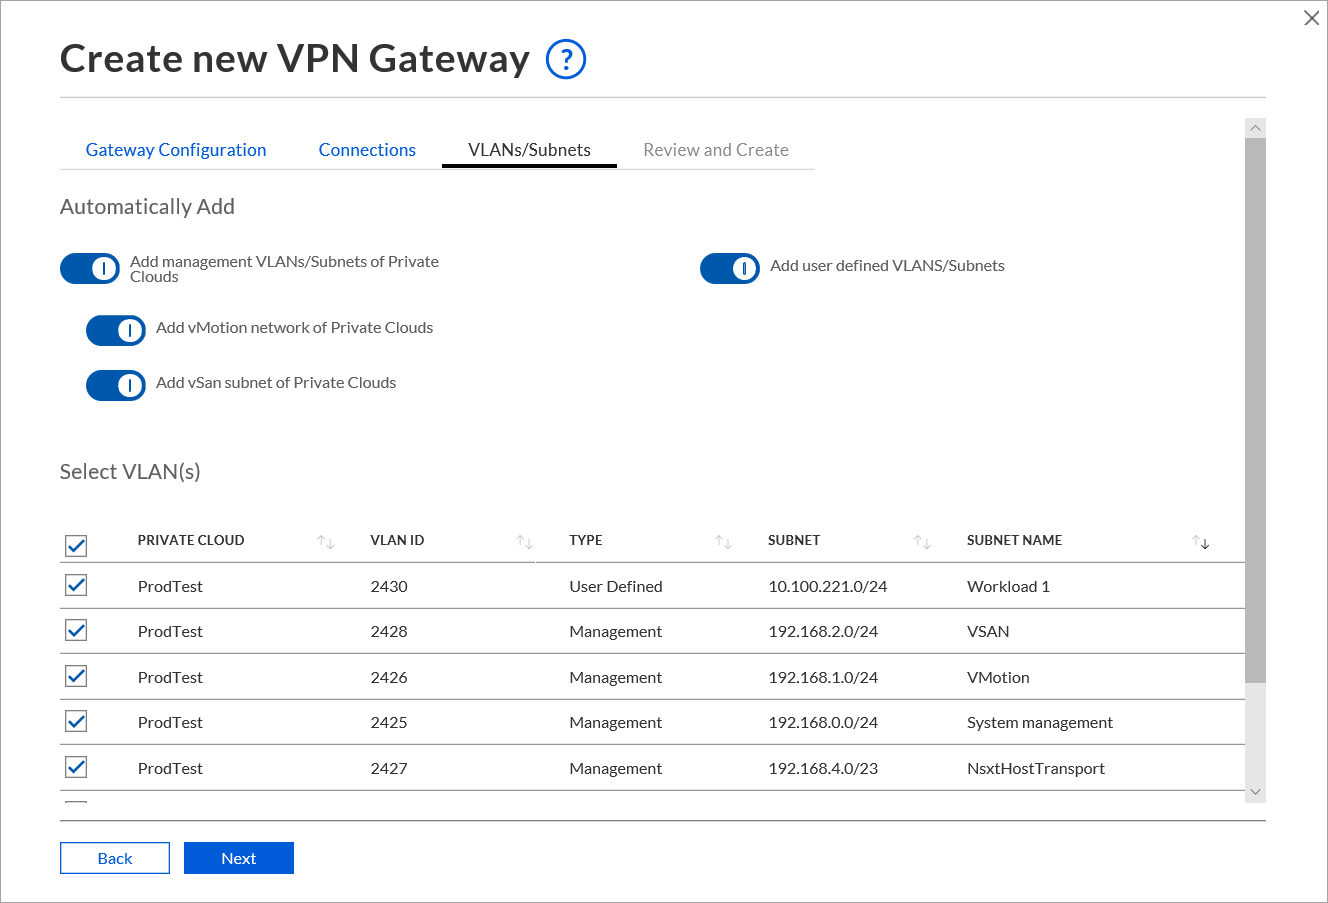 Create new VPN Gateway ?
Gateway Configuration Connections VLANs/Subnets Review and Create
Automatically Add
Add management VLANs/Subnets of Private
Clouds
Add user defined VLANS/Subnets
Add vMotion network of Private Clouds
Add vSan subnet of Private Clouds
Select VLAN(s)
PRIVATE CLOUD VLAN ID TYPE SUBNET SUBNET NAME
ProdTest 2430 User Defined 10.100.221.0/24 Workload 1
ProdTest 2428 Management 192.168.2.0/24 VSAN
ProdTest 2426 Management 192.168.1.0/24 VMotion
ProdTest 2425 Management 192.168.0.0/24 System management
ProdTest 2427 Management 192.168.4.0/23 NsxtHostTransport
Back Next